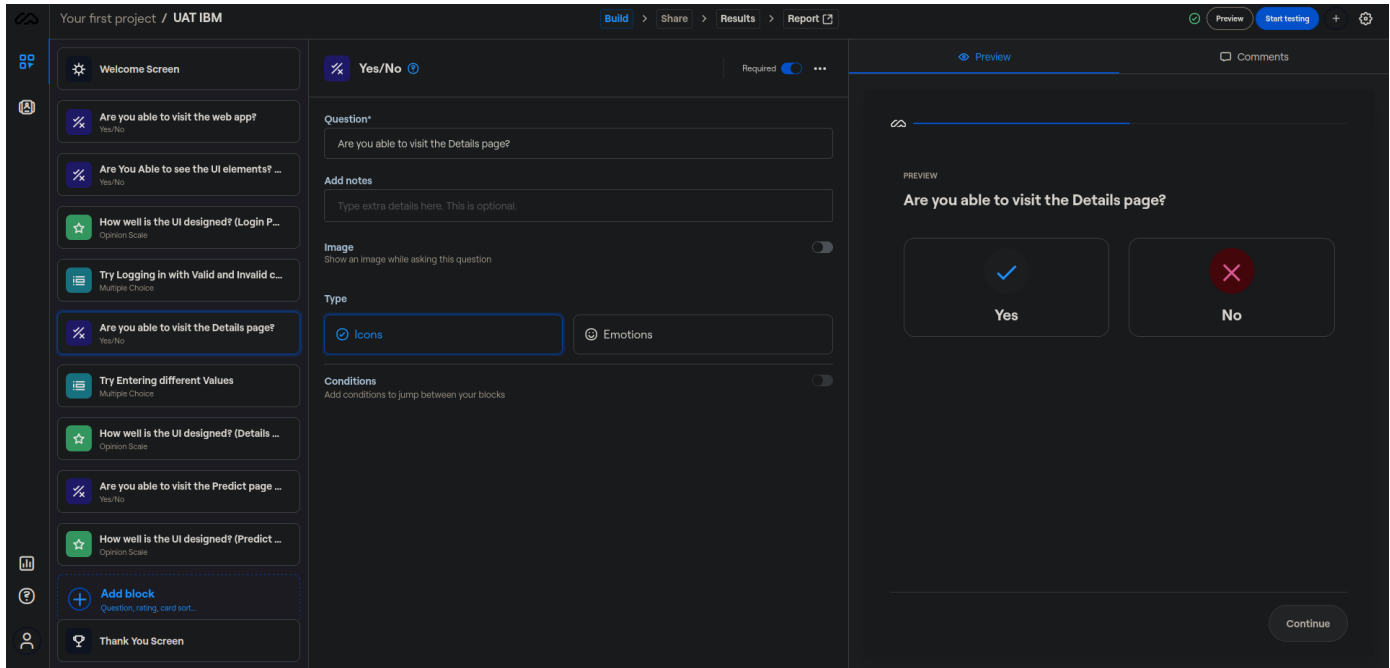 Your first project / UAT IBM
Build > Share > Results > Report
Preview
Start testing
Welcome Screen
Are you able to visit the web app?
Yes/No
Are You Able to see the UI elements? ...
Yes/No
How well is the UI designed? (Login P...
Opinion Scale
Try Logging in with Valid and Invalid c...
Multiple Choice
Are you able to visit the Details page?
Yes/No
Try Entering different Values
Multiple Choice
How well is the UI designed? (Details ...
Opinion Scale
Are you able to visit the Predict page ...
Yes/No
How well is the UI designed? (Predict ...
Opinion Scale
Add block
Question, rating, card sort...
Thank You Screen
Yes/No
Required
Question*
Are you able to visit the Details page?
Add notes
Type extra details here. This is optional.
Image
Show an image while asking this question
Type
Icons
Emotions
Conditions
Add conditions to jump between your blocks
Preview
Comments
PREVIEW
Are you able to visit the Details page?
Yes
No
Continue